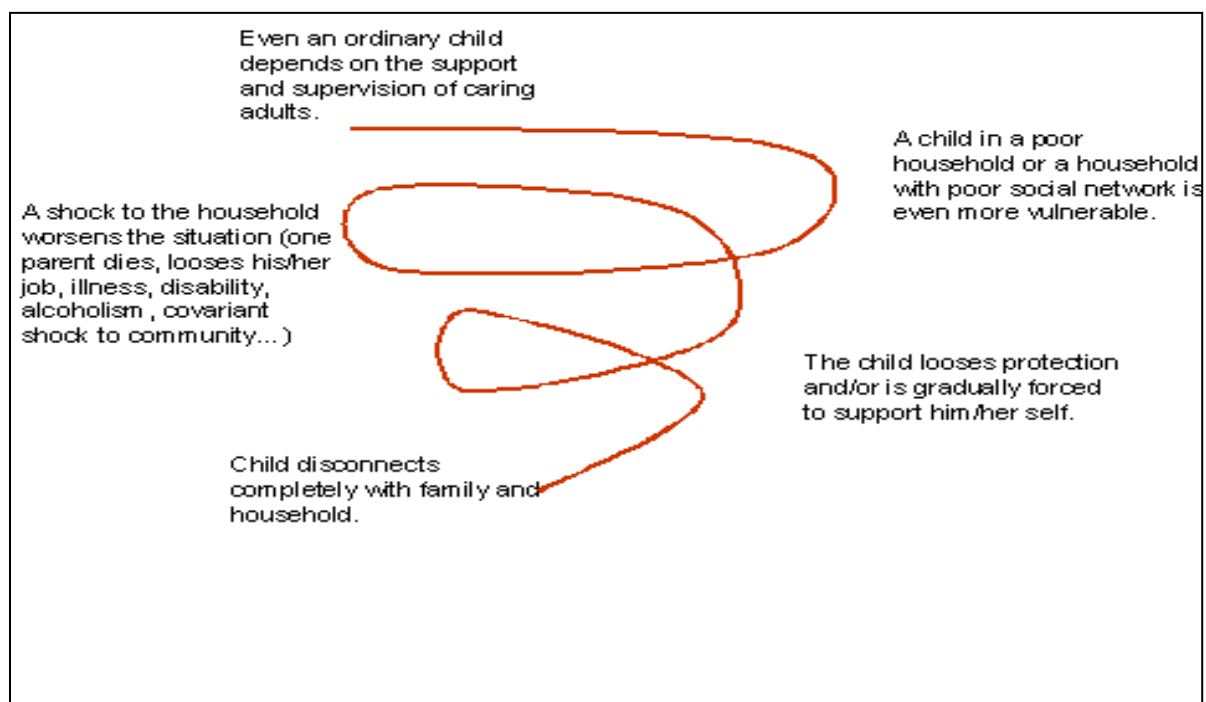 Even an ordinary child
depends on the support
and supervision of caring
adults.
A child in a poor
household or a household
with poor social network is
even more vulnerable.
A shock to the household
worsens the situation (one
parent dies, looses his/her
job, illness, disability,
alcoholism , covariant
shock to community... )
The child looses protection
and/or is gradually forced
to support him/her self.
Child disconnects
completely with family and
household.